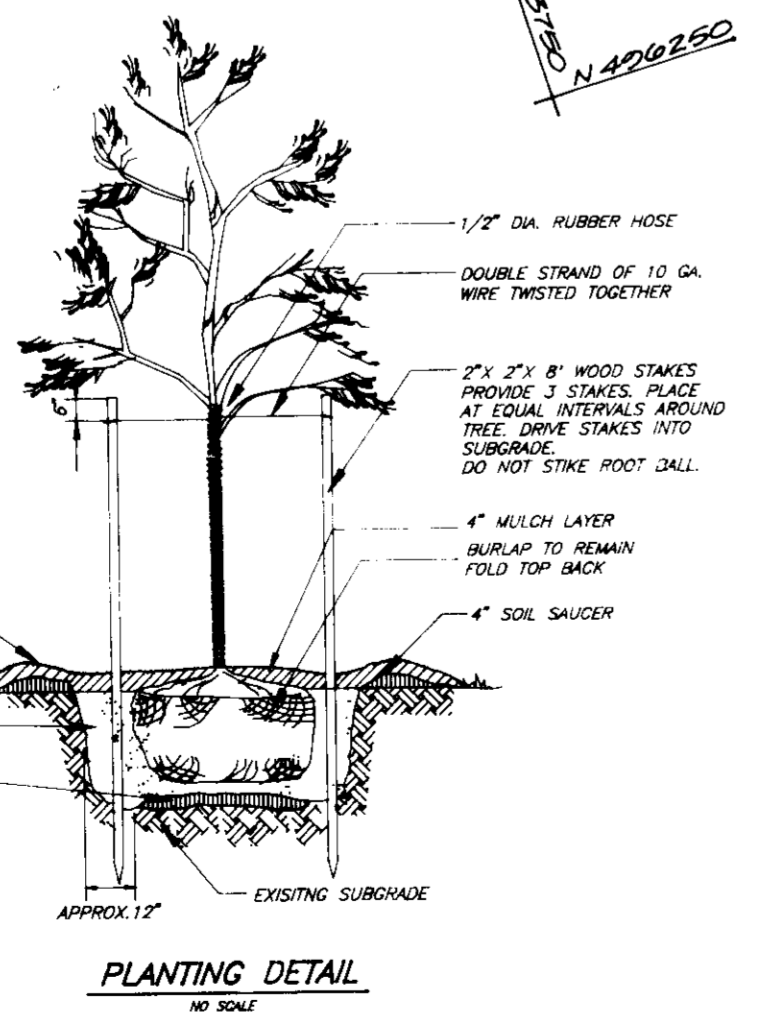 3750
N 496250
1/2" DIA. RUBBER HOSE
DOUBLE STRAND OF 10 GA.
WIRE TWISTED TOGETHER
2"X 2"X 8' WOOD STAKES
PROVIDE 3 STAKES. PLACE
AT EQUAL INTERVALS AROUND
TREE. DRIVE STAKES INTO
SUBGRADE.
DO NOT STIKE ROOT BALL.
6"
4" MULCH LAYER
BURLAP TO REMAIN
FOLD TOP BACK
4" SOIL SAUCER
EXISITNG SUBGRADE
APPROX. 12"
PLANTING DETAIL
NO SCALE